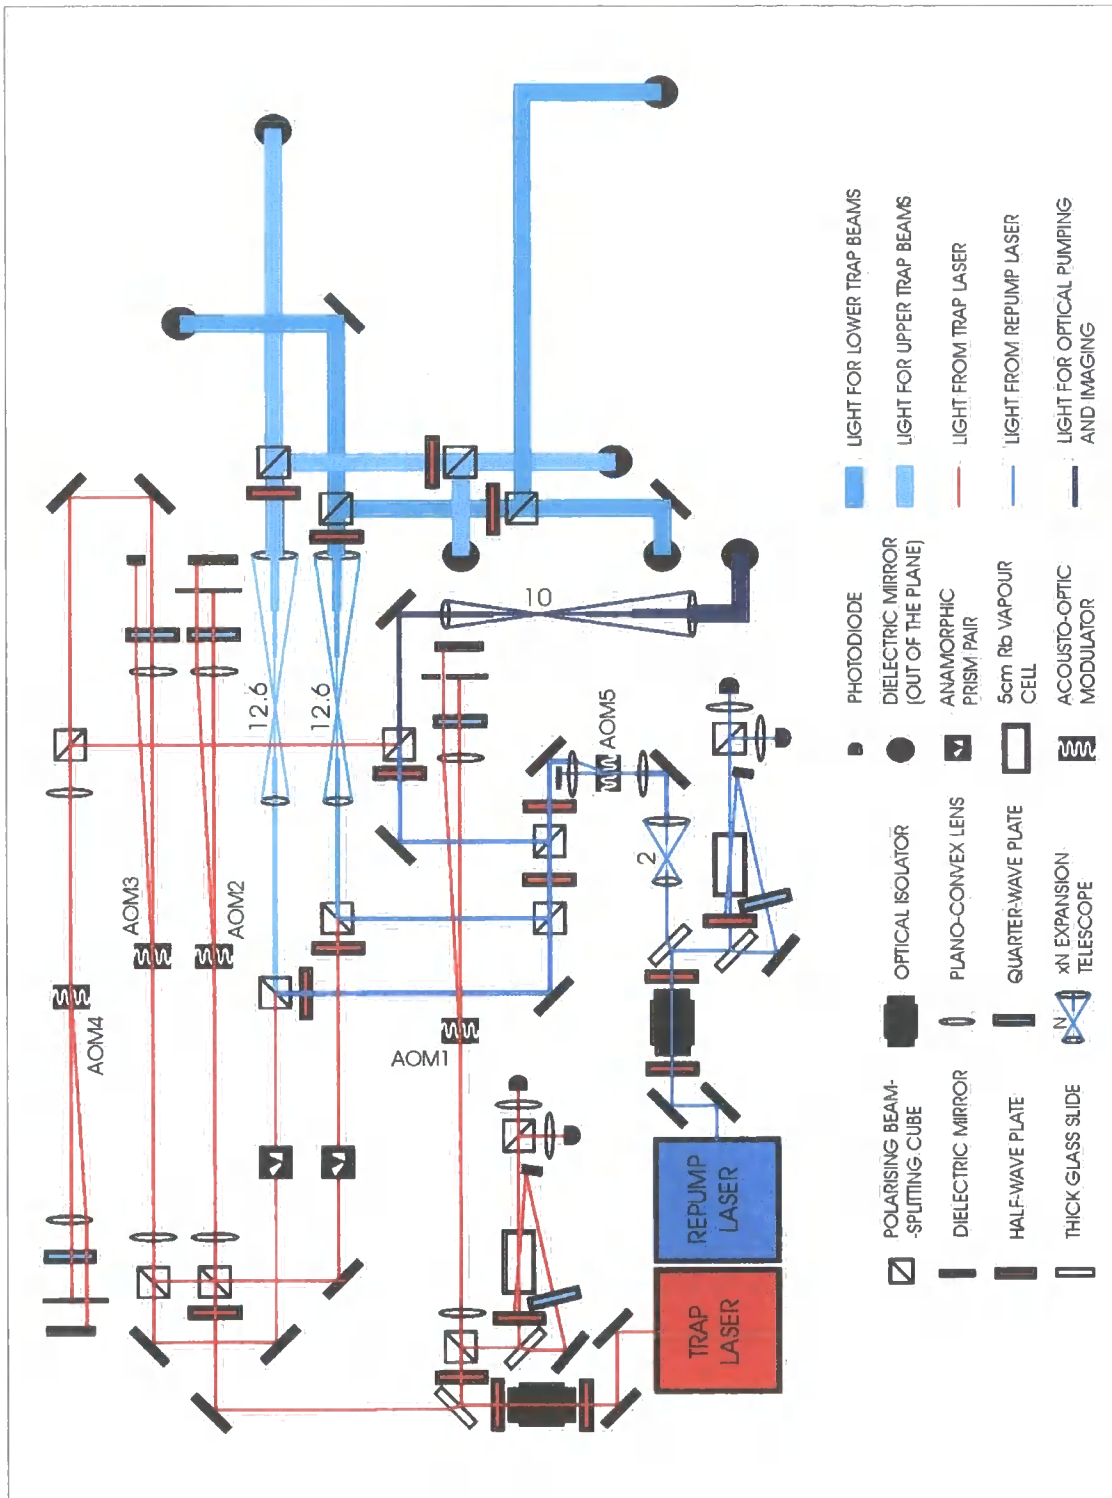 AOM4
AOM3
AOM2
12.6
12.6
10
AOM1
AOM5
2
TRAP
LASER
REPUMP
LASER
POLARISING BEAM-
-SPLITTING CUBE
DIELECTRIC MIRROR
HALF-WAVE PLATE
THICK GLASS SLIDE
OPTICAL ISOLATOR
PLANO-CONVEX LENS
QUARTER-WAVE PLATE
N
xN EXPANSION
TELESCOPE
PHOTODIODE
DIELECTRIC MIRROR
(OUT OF THE PLANE)
ANAMORPHIC
PRISM PAIR
5cm Rb VAPOUR
CELL
ACOUSTO-OPTIC
MODULATOR
LIGHT FOR LOWER TRAP BEAMS
LIGHT FOR UPPER TRAP BEAMS
LIGHT FROM TRAP LASER
LIGHT FROM REPUMP LASER
LIGHT FOR OPTICAL PUMPING
AND IMAGING